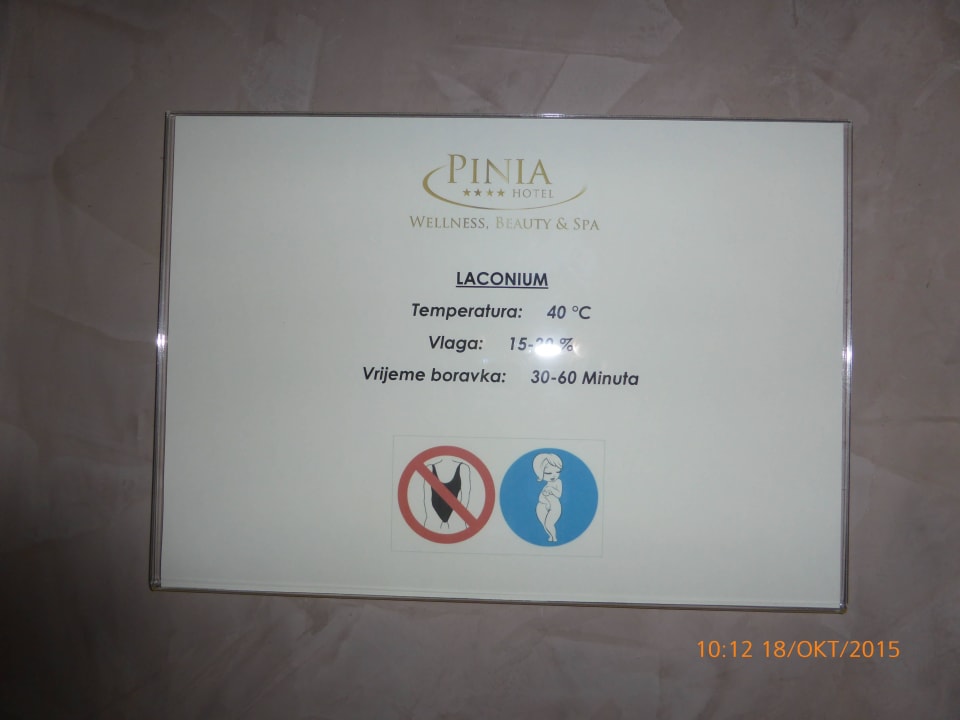 PINIA
★★★★ HOTEL
WELLNESS, BEAUTY & SPA
LACONIUM
Temperatura: 40 °C
Vlaga: 15-20 %
Vrijeme boravka: 30-60 Minuta
10:12 18/OKT/2015